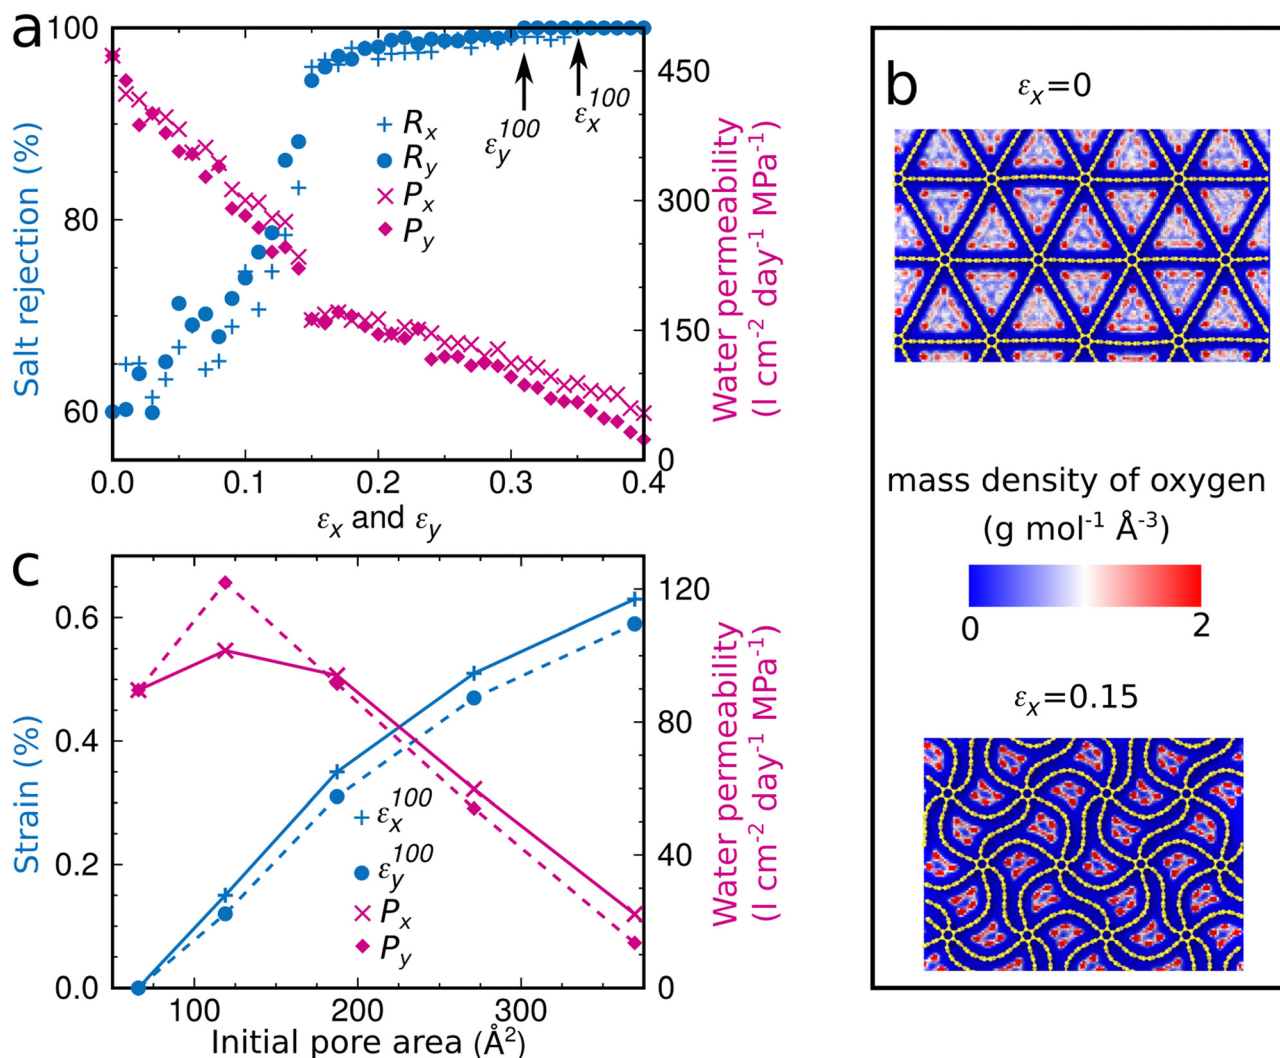 a
100
80
60
Salt rejection (%)
450
300
150
0
Water permeability
(l cm⁻² day⁻¹ MPa⁻¹)
εy¹⁰⁰
εx¹⁰⁰
Rx
Ry
Px
Py
0.0 0.1 0.2 0.3 0.4
εx and εy
b
εx=0
mass density of oxygen
(g mol⁻¹ Å⁻³)
0 2
εx=0.15
c
0.6
0.4
0.2
0.0
Strain (%)
120
80
40
0
Water permeability
(l cm⁻² day⁻¹ MPa⁻¹)
εx¹⁰⁰
εy¹⁰⁰
Px
Py
100 200 300
Initial pore area (Å²)